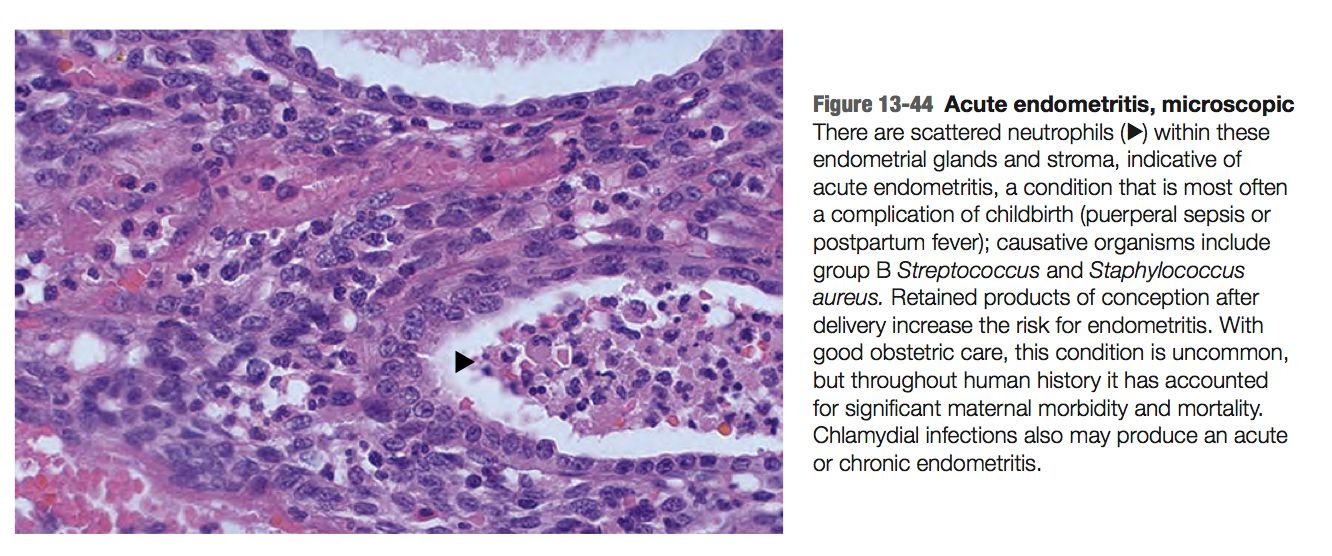 Figure 13-44 Acute endometritis, microscopic
There are scattered neutrophils (▶) within these
endometrial glands and stroma, indicative of
acute endometritis, a condition that is most often
a complication of childbirth (puerperal sepsis or
postpartum fever); causative organisms include
group B Streptococcus and Staphylococcus
aureus. Retained products of conception after
delivery increase the risk for endometritis. With
good obstetric care, this condition is uncommon,
but throughout human history it has accounted
for significant maternal morbidity and mortality.
Chlamydial infections also may produce an acute
or chronic endometritis.